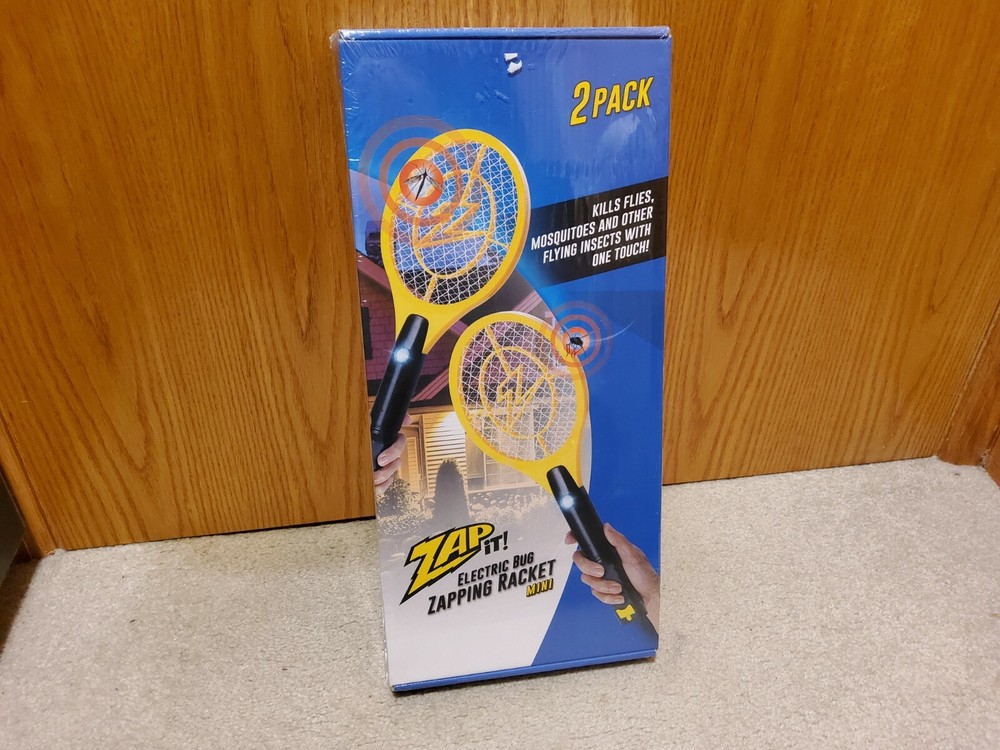 2 PACK
KILLS FLIES,
MOSQUITOES AND OTHER
FLYING INSECTS WITH
ONE TOUCH!
ZAP iT!
ELECTRIC BUG
ZAPPING RACKET
MINI